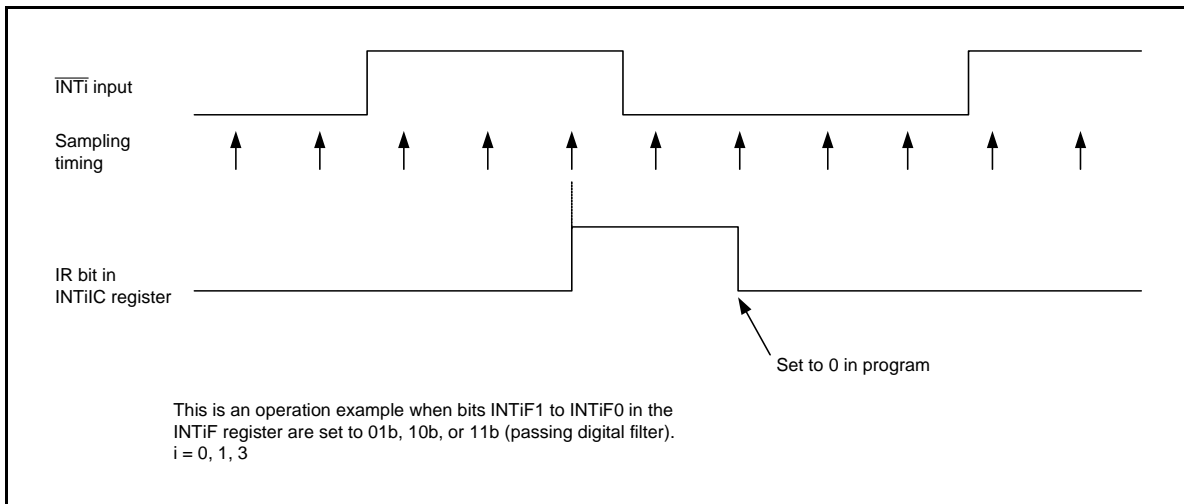 INTi input
Sampling
timing
IR bit in
INTiIC register
Set to 0 in program
This is an operation example when bits INTiF1 to INTiF0 in the
INTiF register are set to 01b, 10b, or 11b (passing digital filter).
i = 0, 1, 3